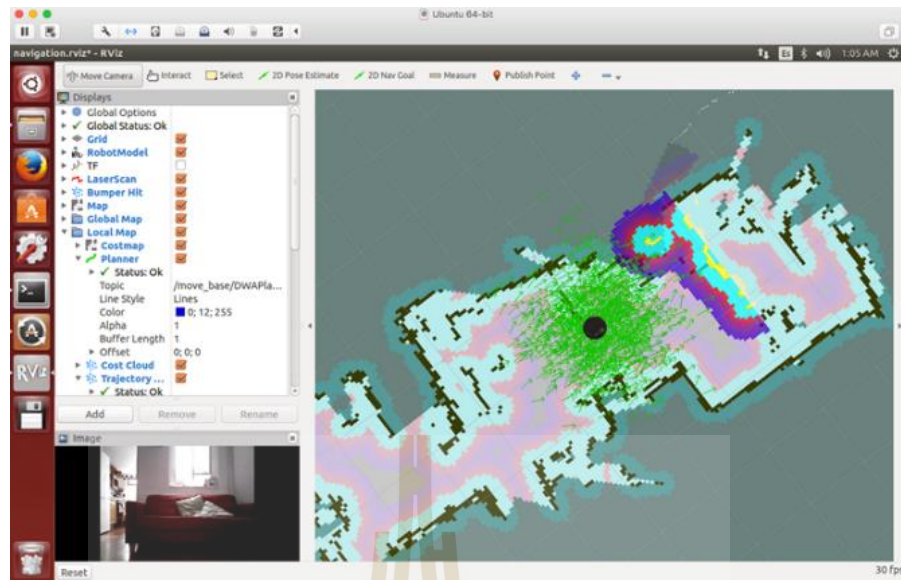 Ubuntu 64-bit
navigation.rviz* - RViz
Es
1:05 AM
Move Camera Interact Select 2D Pose Estimate 2D Nav Goal Measure Publish Point
Displays
Global Options
Global Status: Ok
Grid
RobotModel
TF
LaserScan
Bumper Hit
Map
Global Map
Local Map
Costmap
Planner
Status: Ok
Topic /move_base/DWAPla...
Line Style Lines
Color 0; 12; 255
Alpha 1
Buffer Length 1
Offset 0; 0; 0
Cost Cloud
Trajectory ...
Status: Ok
Add Remove Rename
Image
RViz
Reset
30 fps